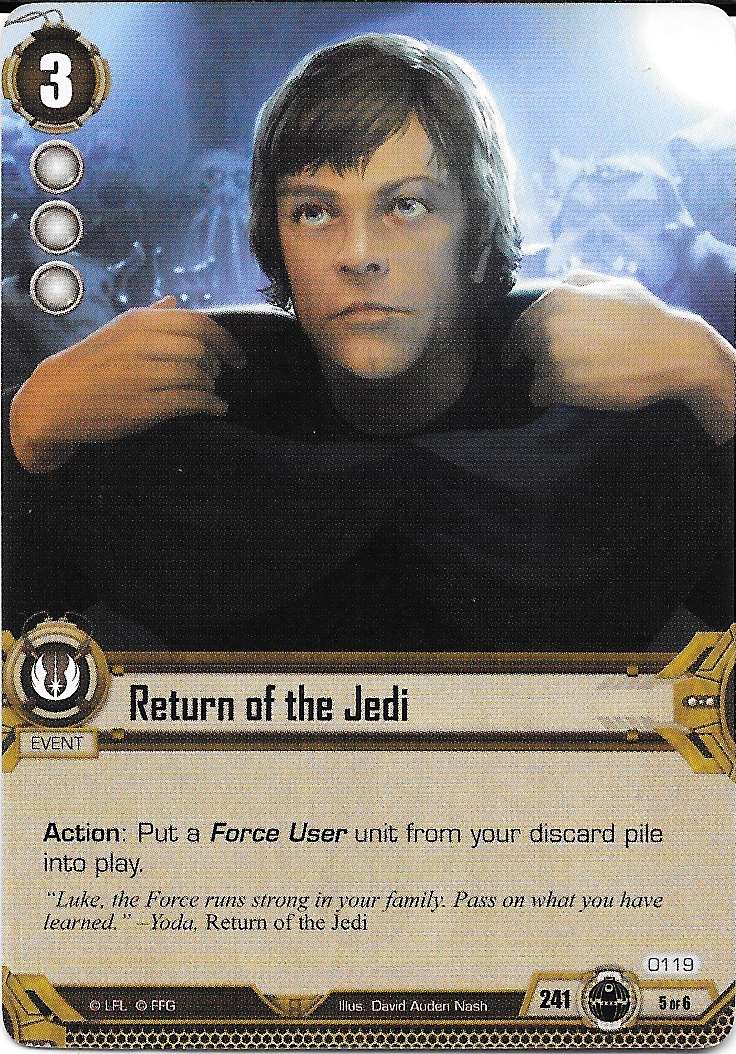 3
Return of the Jedi
EVENT
Action: Put a Force User unit from your discard pile
into play.
“Luke, the Force runs strong in your family. Pass on what you have
learned.” –Yoda, Return of the Jedi
0119
© LFL © FFG
Illus. David Auden Nash
241
5 OF 6